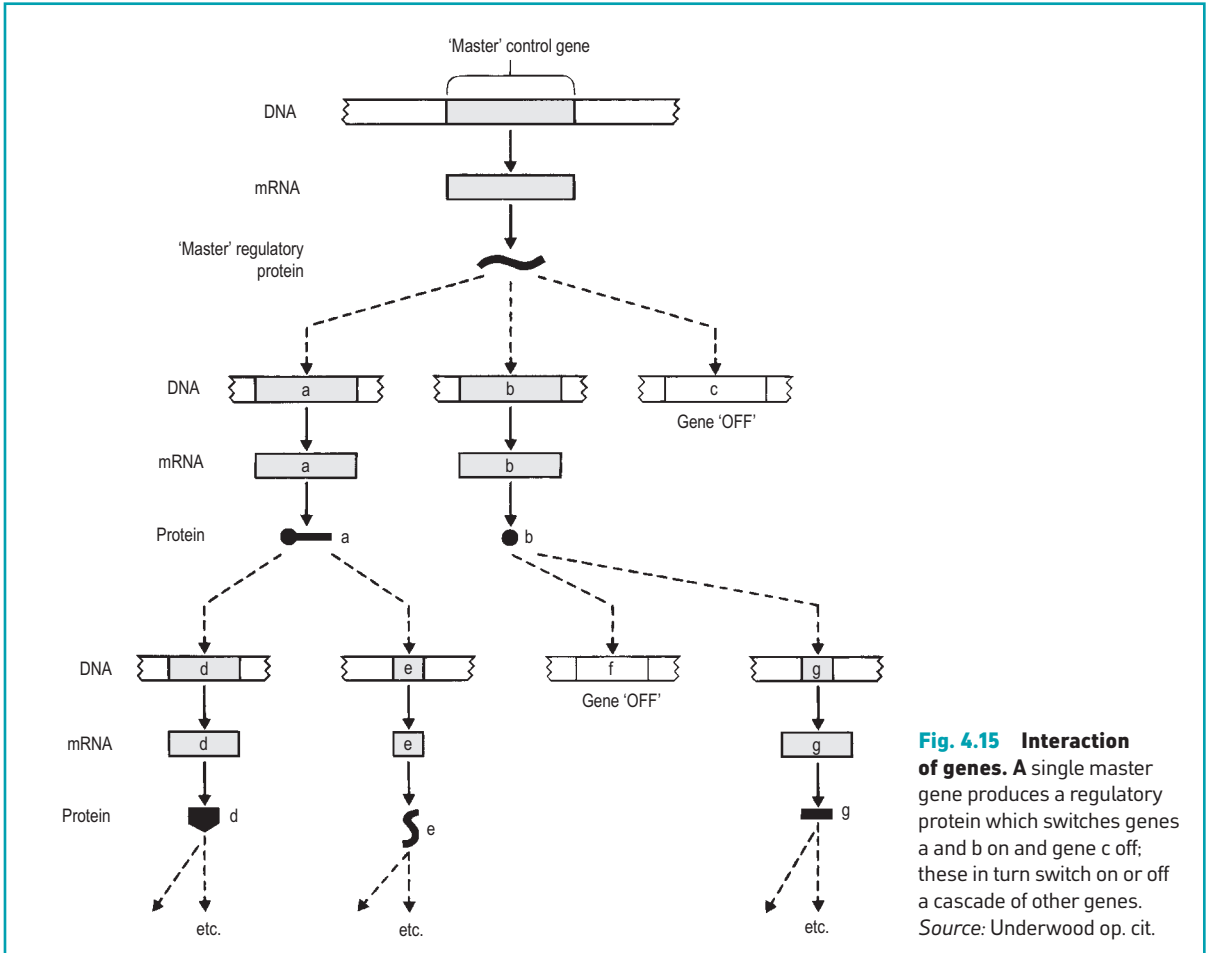 'Master' control gene
DNA
mRNA
'Master' regulatory
protein
DNA a b c
Gene 'OFF'
mRNA a b
Protein a b
DNA d e f g
Gene 'OFF'
mRNA d e g
Protein d e g
etc. etc. etc.
Fig. 4.15 Interaction
of genes. A single master
gene produces a regulatory
protein which switches genes
a and b on and gene c off;
these in turn switch on or off
a cascade of other genes.
Source: Underwood op. cit.